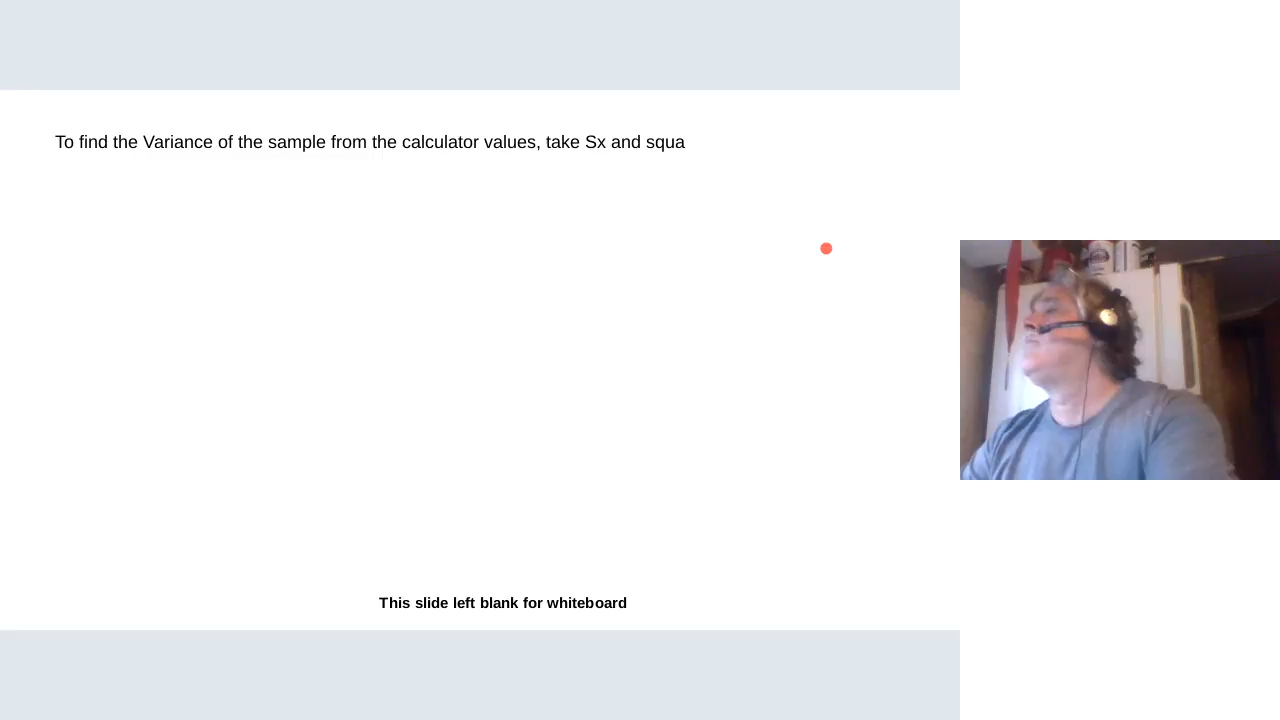 To find the Variance of the sample from the calculator values, take Sx and squa
This slide left blank for whiteboard